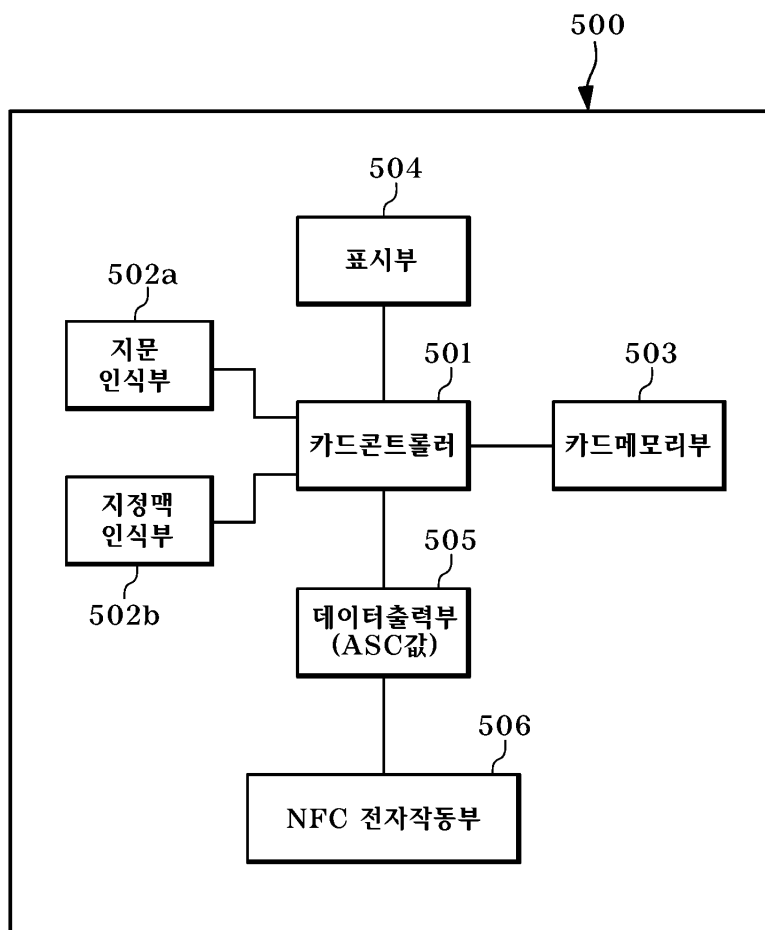 500
504
표시부
502a
지문
인식부
501
카드콘트롤러
503
카드메모리부
지정맥
인식부
502b
505
데이터출력부
(ASC값)
506
NFC 전자작동부